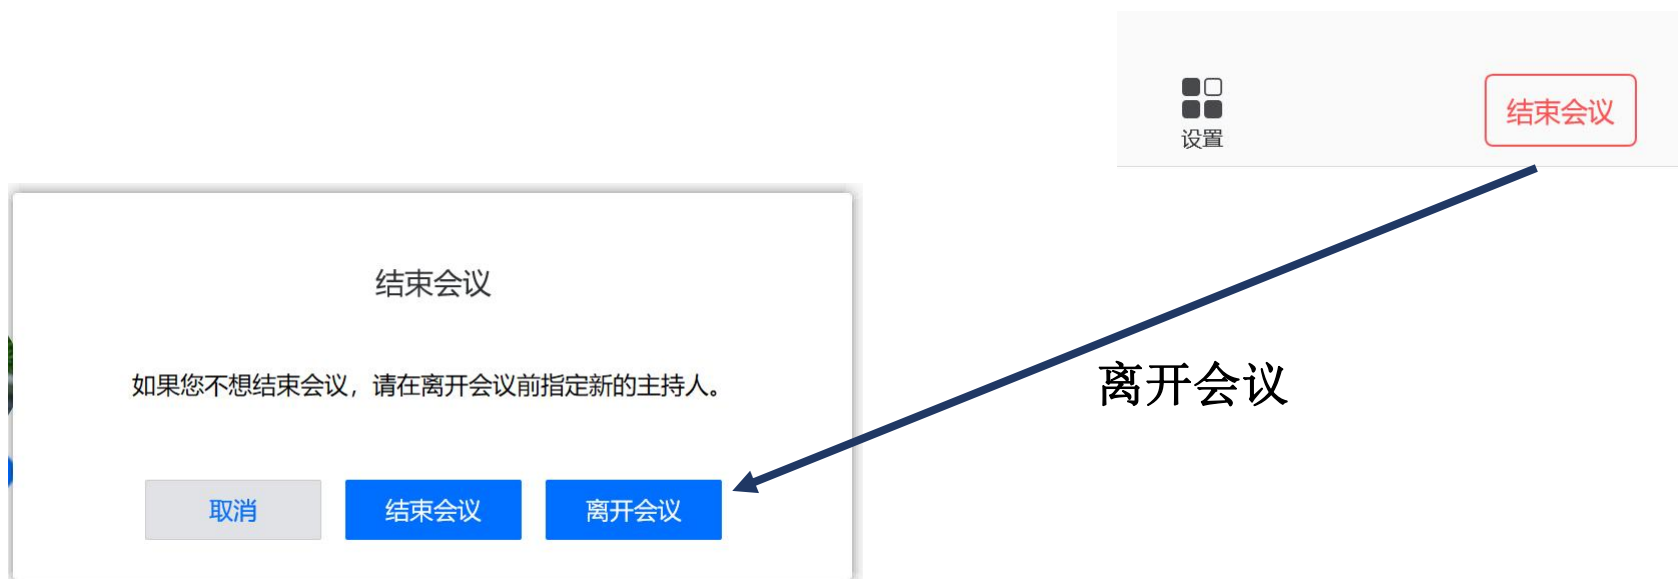 设置
结束会议
结束会议
如果您不想结束会议，请在离开会议前指定新的主持人。
离开会议
取消
结束会议
离开会议